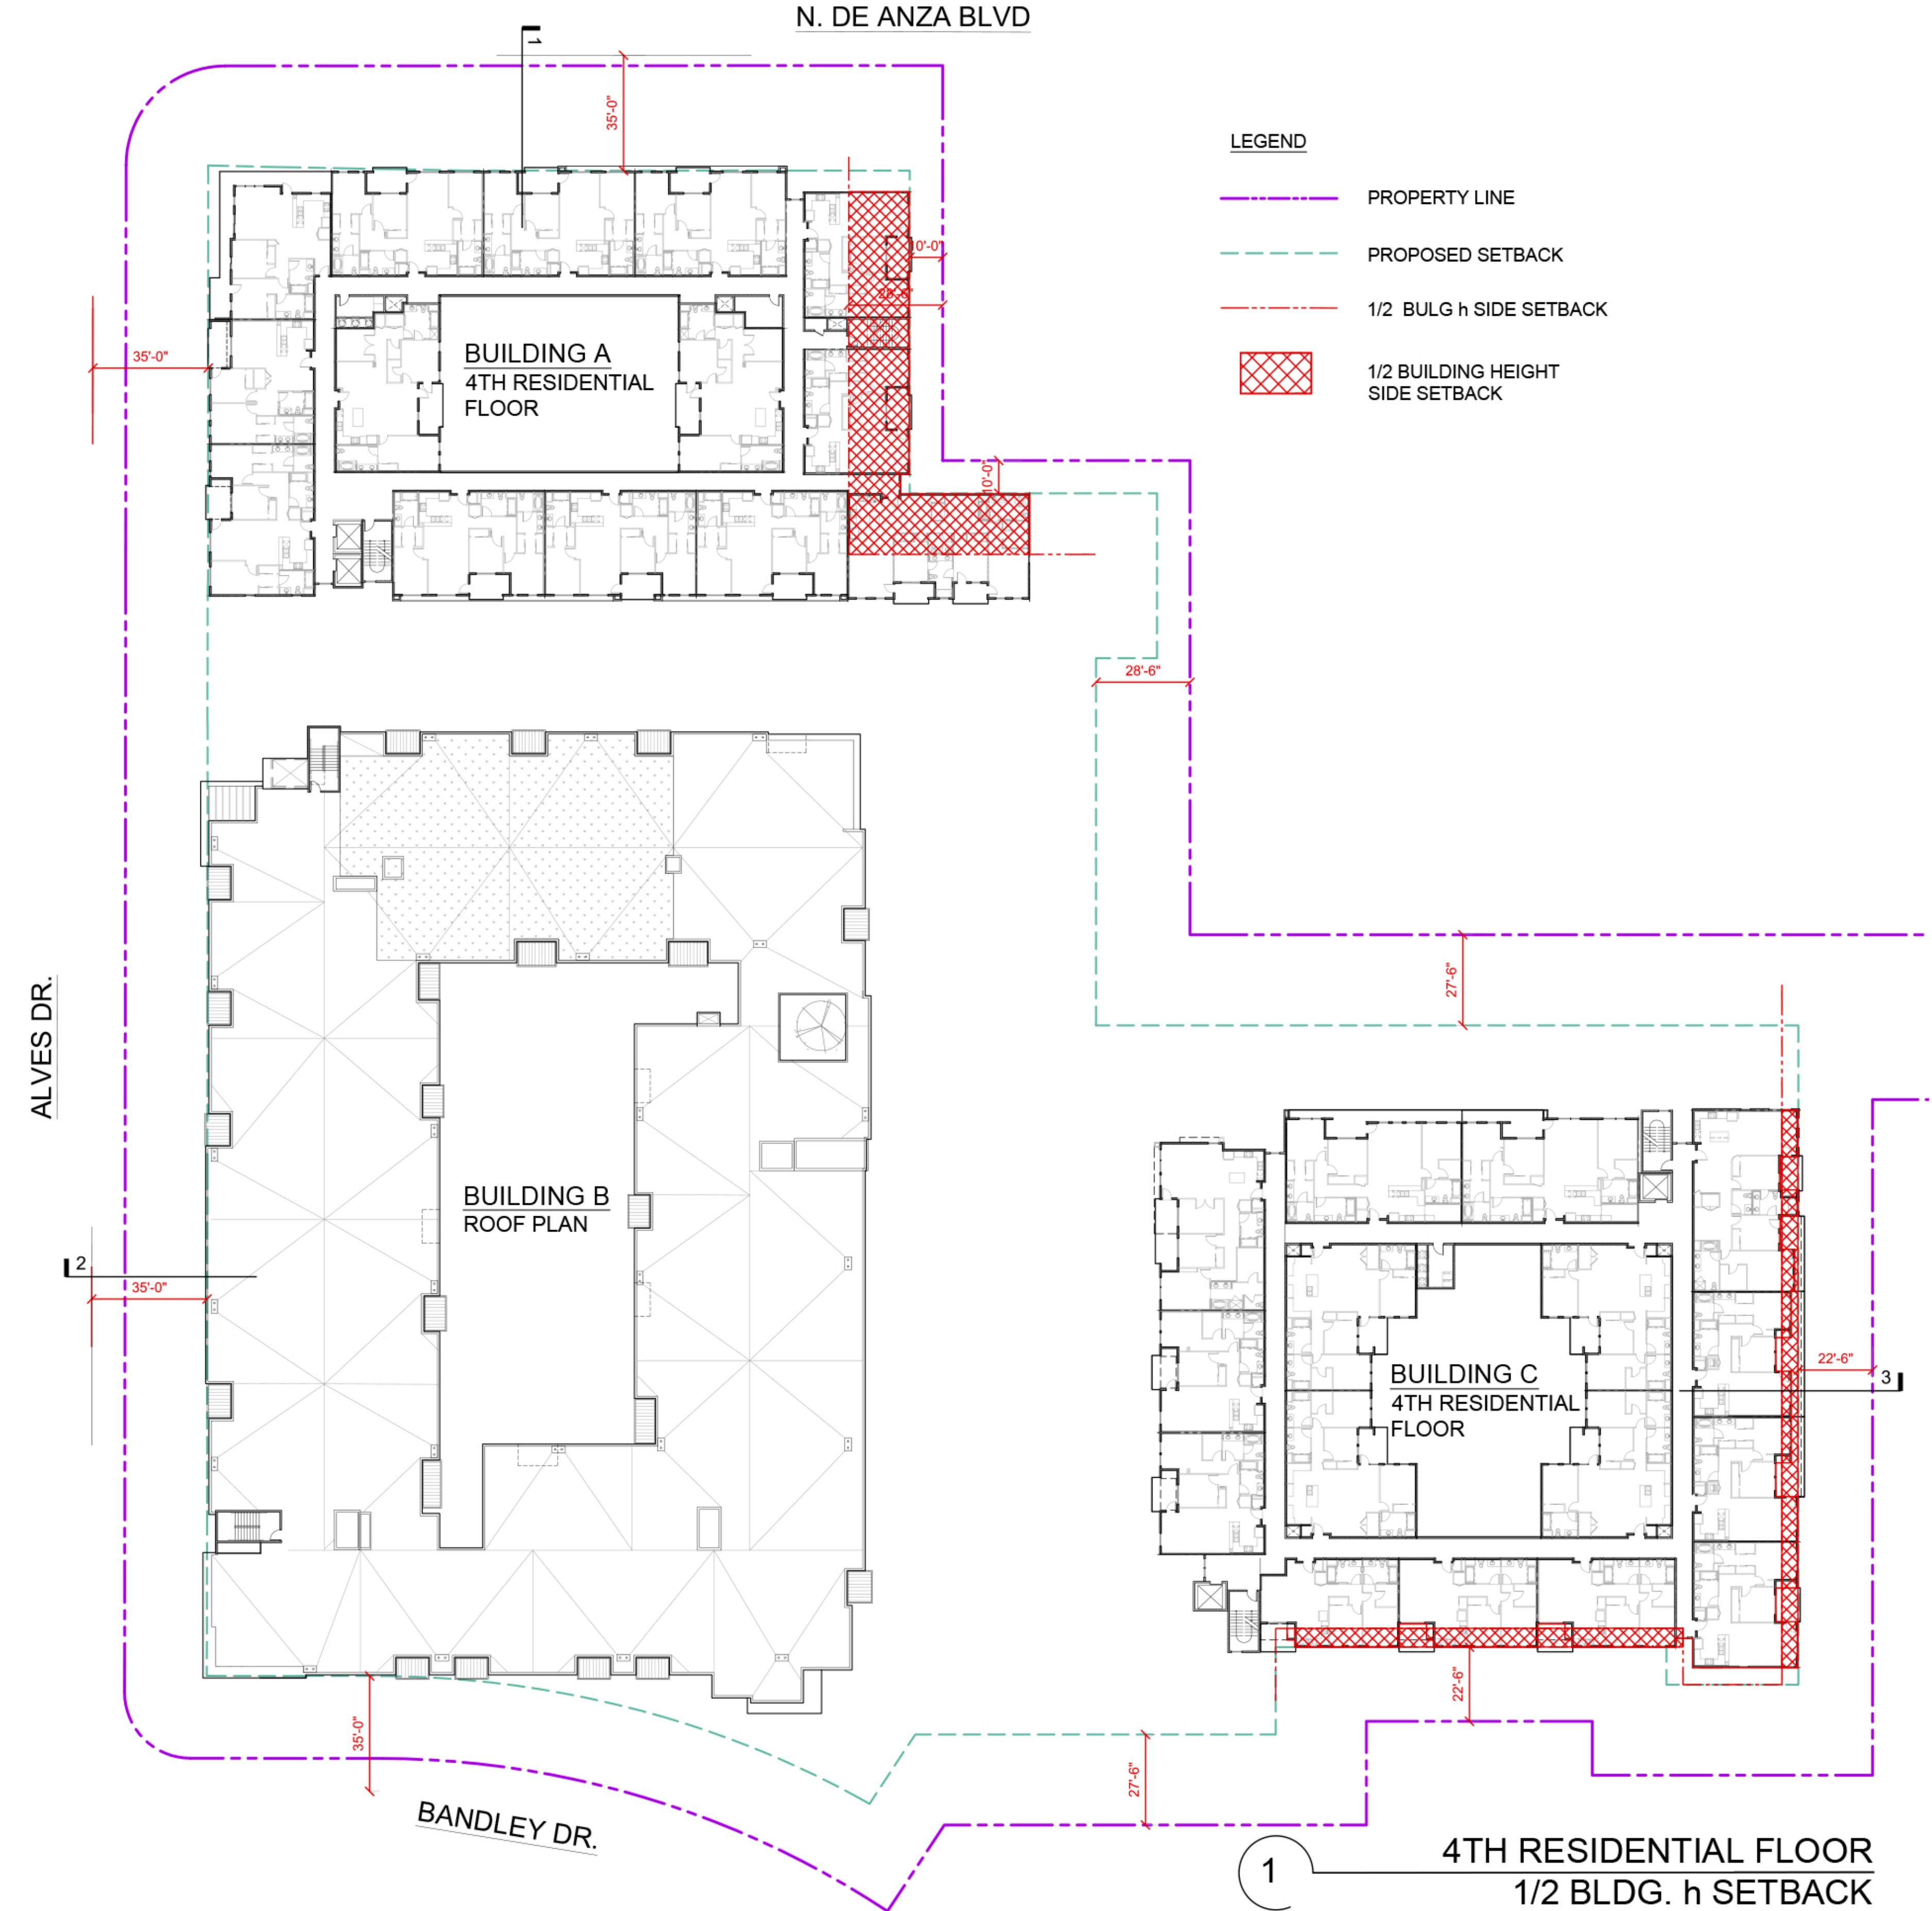 N. DE ANZA BLVD
1
35'-0"
LEGEND
PROPERTY LINE
PROPOSED SETBACK
1/2 BULG h SIDE SETBACK
1/2 BUILDING HEIGHT
SIDE SETBACK
10'-0"
28'-6"
35'-0"
BUILDING A
4TH RESIDENTIAL
FLOOR
10'-0"
28'-6"
27'-6"
ALVES DR.
BUILDING B
ROOF PLAN
2
35'-0"
BUILDING C
4TH RESIDENTIAL
FLOOR
22'-6"
3
22'-6"
35'-0"
27'-6"
BANDLEY DR.
1
4TH RESIDENTIAL FLOOR
1/2 BLDG. h SETBACK